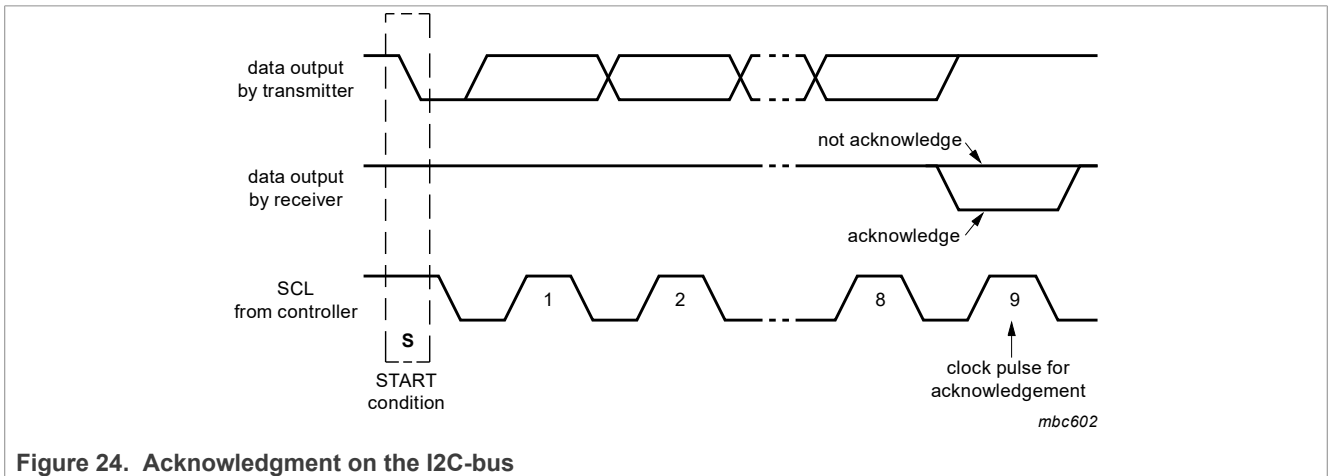 data output
by transmitter
not acknowledge
data output
by receiver
acknowledge
SCL
from controller
1
2
8
9
S
START
condition
clock pulse for
acknowledgement
mbc602
Figure 24. Acknowledgment on the I2C-bus